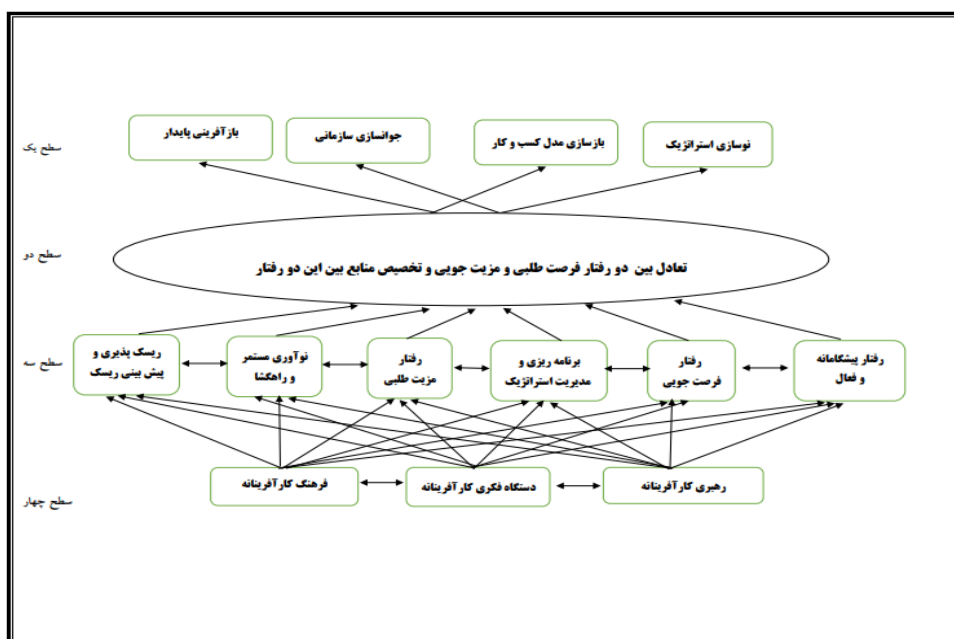 سطح یک
نوسازی استراتژیک
بازسازی مدل کسب و کار
جوانسازی سازمانی
بازآفرینی پایدار
سطح دو
تعادل بین دو رفتار فرصت طلبی و مزیت جویی و تخصیص منابع بین این دو رفتار
سطح سه
رفتار پیشگامانه
و فعال
رفتار
فرصت جویی
برنامه ریزی و
مدیریت استراتژیک
رفتار
مزیت طلبی
نوآوری مستمر
و راهگشا
ریسک پذیری و
پیش بینی ریسک
سطح چهار
رهبری کارآفرینانه
دستگاه فکری کارآفرینانه
فرهنگ کارآفرینانه